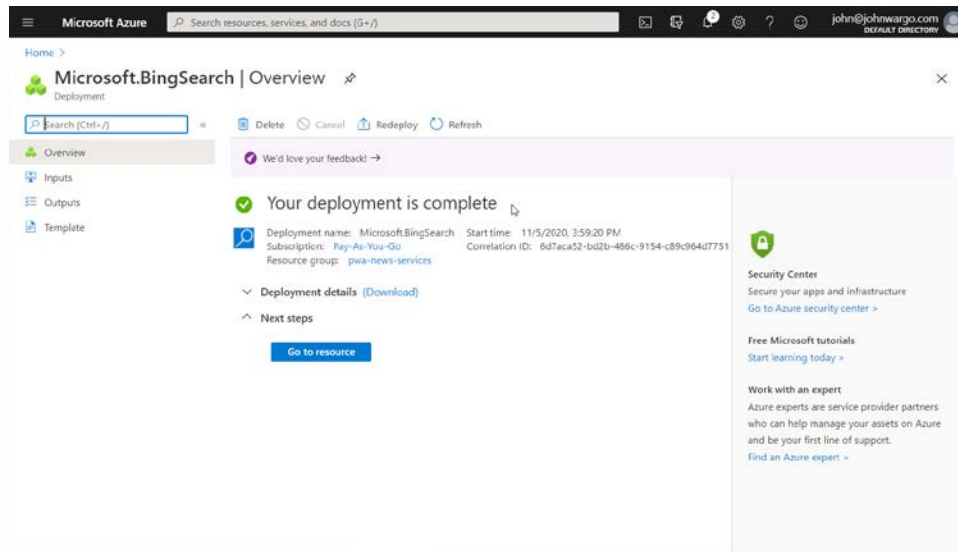 Microsoft Azure
Search resources, services, and docs (G+/)
2
john@johnwargo.com
DEFAULT DIRECTORY
Home >
Microsoft.BingSearch | Overview
Deployment
Search (Ctrl+/)
«
Delete Cancel Redeploy Refresh
Overview
Inputs
Outputs
Template
We'd love your feedback! →
Your deployment is complete
Deployment name: Microsoft.BingSearch Start time: 11/5/2020, 3:59:20 PM
Subscription: Pay-As-You-Go Correlation ID: 6d7aca52-bd2b-486c-9154-c89c964d7751
Resource group: pwa-news-services
Deployment details (Download)
Next steps
Go to resource
Security Center
Secure your apps and infrastructure
Go to Azure security center >
Free Microsoft tutorials
Start learning today >
Work with an expert
Azure experts are service provider partners
who can help manage your assets on Azure
and be your first line of support.
Find an Azure expert >